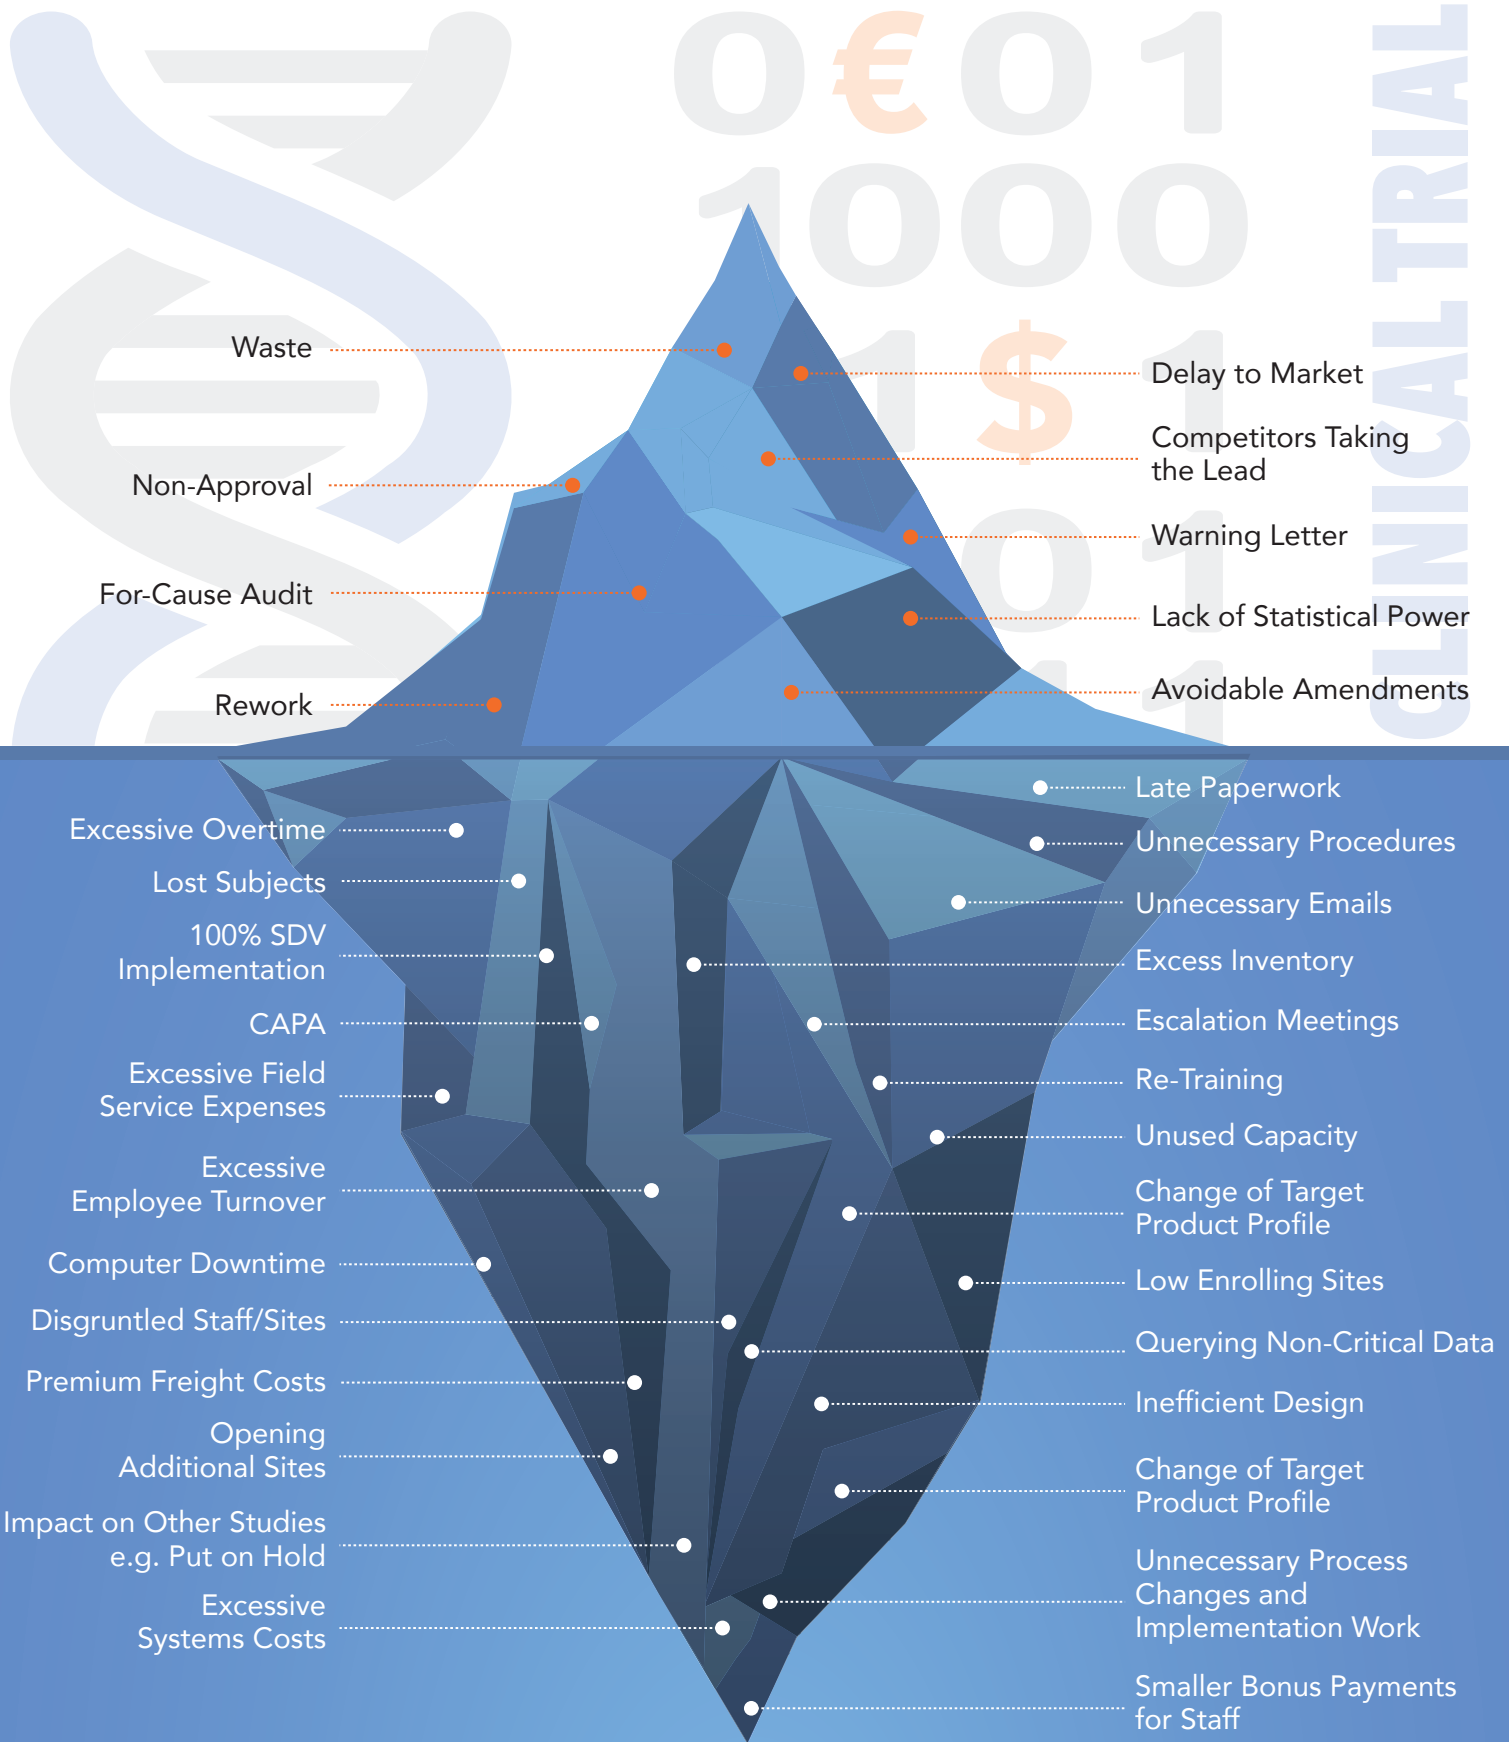 0 € 0 1
1000
1 $ 1
01
11
CLINICAL TRIAL
Waste
Non-Approval
For-Cause Audit
Rework
Delay to Market
Competitors Taking
the Lead
Warning Letter
Lack of Statistical Power
Avoidable Amendments
Excessive Overtime
Lost Subjects
100% SDV
Implementation
CAPA
Excessive Field
Service Expenses
Excessive
Employee Turnover
Computer Downtime
Disgruntled Staff/Sites
Premium Freight Costs
Opening
Additional Sites
Impact on Other Studies
e.g. Put on Hold
Excessive
Systems Costs
Late Paperwork
Unnecessary Procedures
Unnecessary Emails
Excess Inventory
Escalation Meetings
Re-Training
Unused Capacity
Change of Target
Product Profile
Low Enrolling Sites
Querying Non-Critical Data
Inefficient Design
Change of Target
Product Profile
Unnecessary Process
Changes and
Implementation Work
Smaller Bonus Payments
for Staff